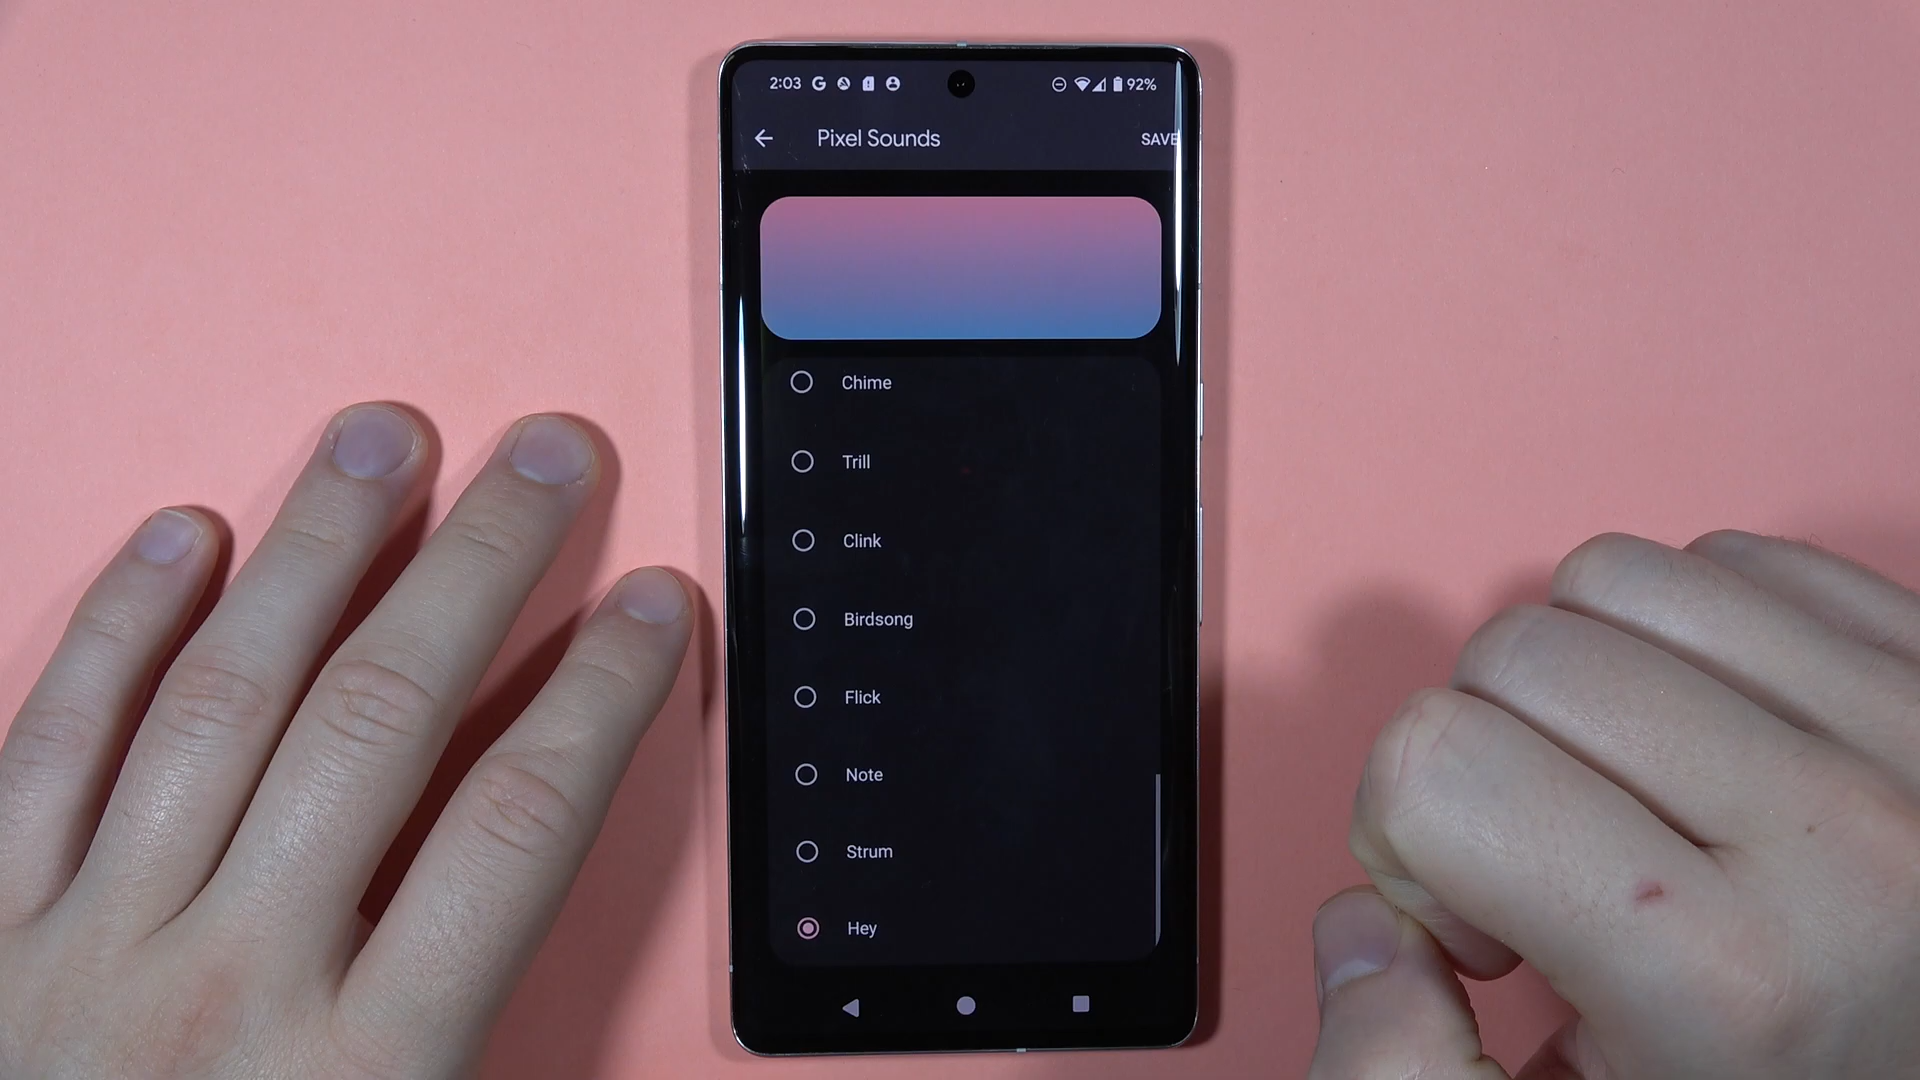 2:03 G 92%
Pixel Sounds SAVE
Chime
Trill
Clink
Birdsong
Flick
Note
Strum
Hey